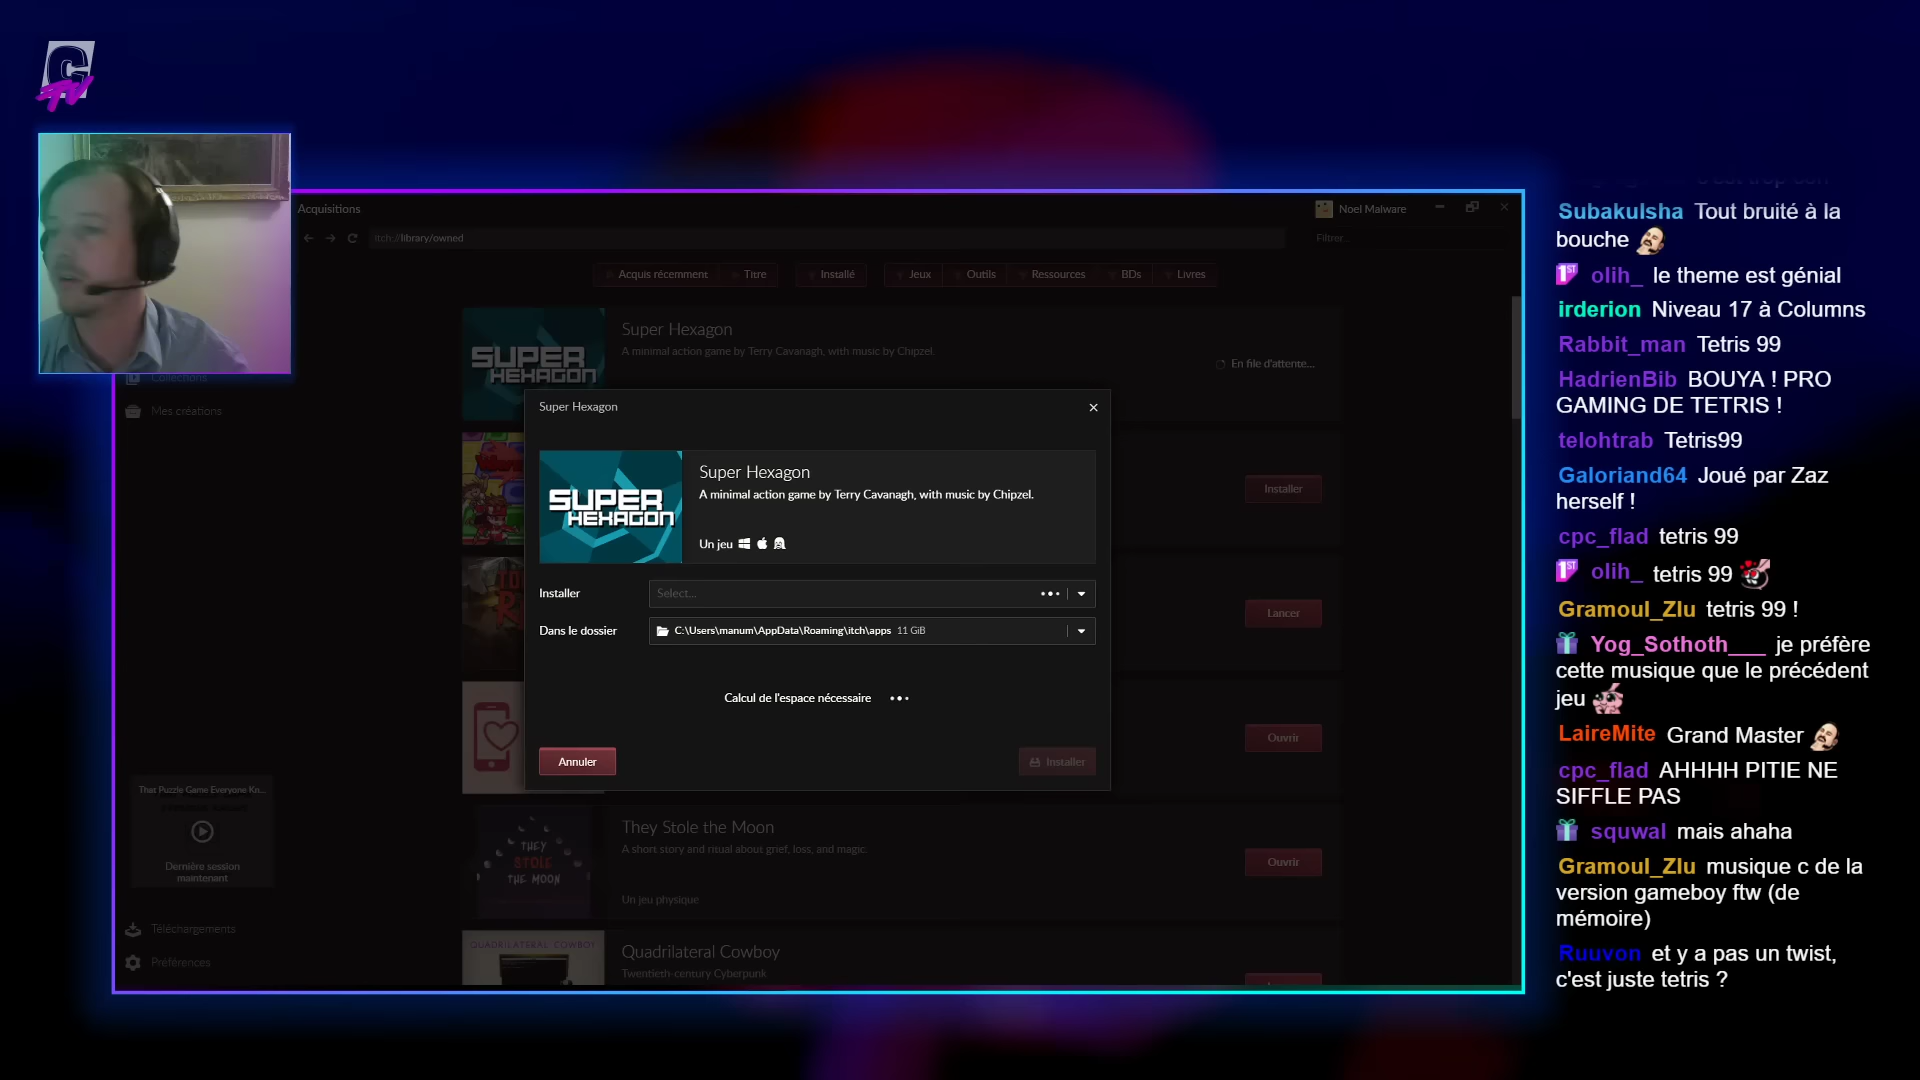 C
TV
Acquisitions
Noel Malware
itch://library/owned
Filtrer...
Acquis récemment
Titre
Installé
Jeux
Outils
Ressources
BDs
Livres
Collections
Mes créations
SUPER
HEXAGON
Super Hexagon
A minimal action game by Terry Cavanagh, with music by Chipzel.
En file d'attente...
Super Hexagon
SUPER
HEXAGON
Super Hexagon
A minimal action game by Terry Cavanagh, with music by Chipzel.
Un jeu
Installer
Select...
Dans le dossier
C:\Users\manum\AppData\Roaming\itch\apps 11 GiB
Calcul de l'espace nécessaire
Annuler
Installer
Installer
Lancer
Ouvrir
THEY
STOLE
THE MOON
They Stole the Moon
A short story and ritual about grief, loss, and magic.
Un jeu physique
Ouvrir
QUADRILATERAL COWBOY
Quadrilateral Cowboy
Twentieth-century Cyberpunk
That Puzzle Game Everyone Kn...
Dernière session
maintenant
Téléchargements
Préférences
Subakulsha Tout bruité à la
bouche
1ST olih_ le theme est génial
irderion Niveau 17 à Columns
Rabbit_man Tetris 99
HadrienBib BOUYA ! PRO
GAMING DE TETRIS !
telohtrab Tetris99
Galoriand64 Joué par Zaz
herself !
cpc_flad tetris 99
1ST olih_ tetris 99
Gramoul_Zlu tetris 99 !
Yog_Sothoth___ je préfère
cette musique que le précédent
jeu
LaireMite Grand Master
cpc_flad AHHHH PITIE NE
SIFFLE PAS
squwal mais ahaha
Gramoul_Zlu musique c de la
version gameboy ftw (de
mémoire)
Ruuvon et y a pas un twist,
c'est juste tetris ?